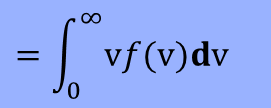 = ∫₀^∞ vf(v)dv